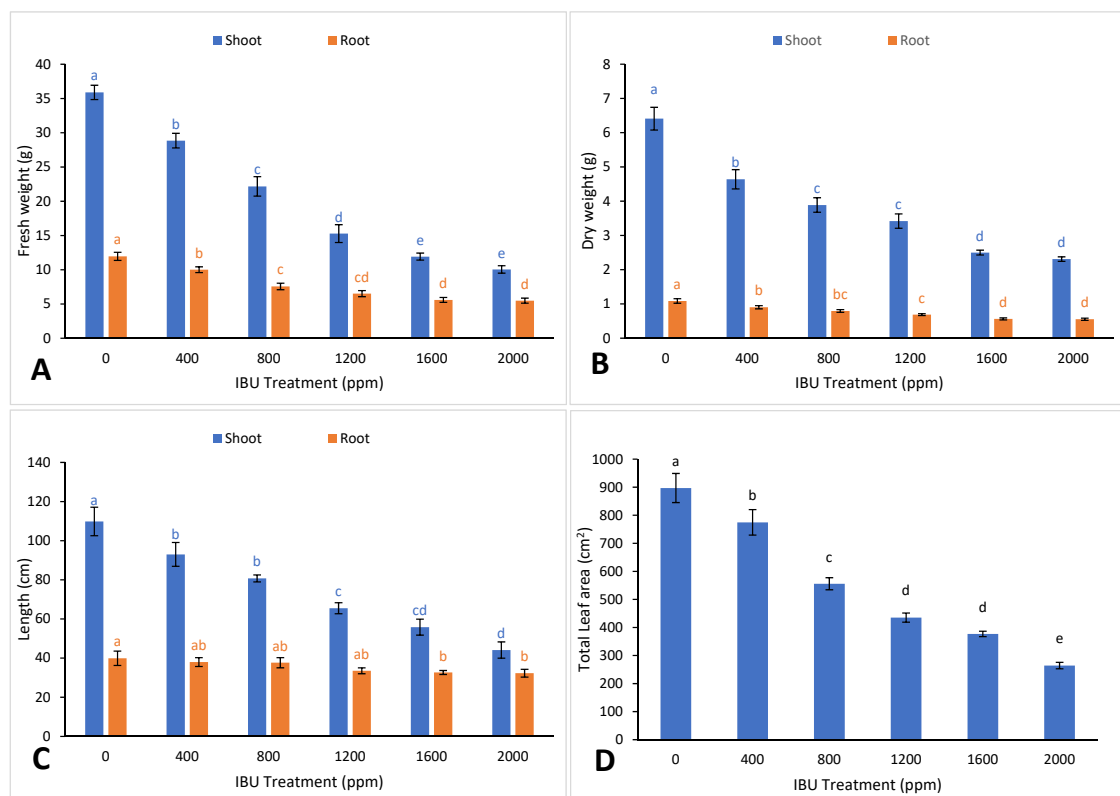 Shoot Root
Fresh weight (g)
40
35
30
25
20
15
10
5
0
a
b
c
d
e
e
a
b
c
cd
d
d
0 400 800 1200 1600 2000
IBU Treatment (ppm)
A
Shoot Root
Dry weight (g)
8
7
6
5
4
3
2
1
0
a
b
c
c
d
d
a
b
bc
c
d
d
0 400 800 1200 1600 2000
IBU Treatment (ppm)
B
Shoot Root
Length (cm)
140
120
100
80
60
40
20
0
a
b
b
c
cd
d
a
ab
ab
ab
b
b
0 400 800 1200 1600 2000
IBU Treatment (ppm)
C
Total Leaf area (cm²)
1000
900
800
700
600
500
400
300
200
100
0
a
b
c
d
d
e
0 400 800 1200 1600 2000
IBU Treatment (ppm)
D